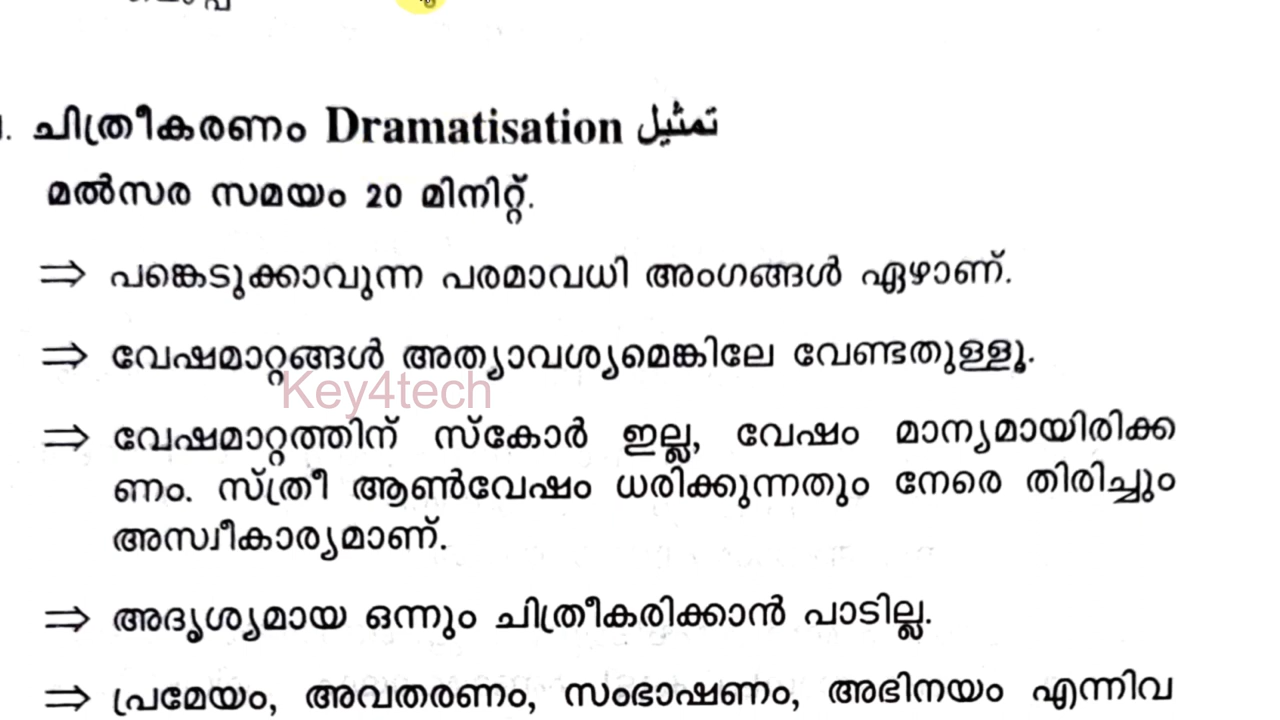 ചിത്രീകരണം Dramatisation تمثيل
മൽസര സമയം 20 മിനിറ്റ്.
⇒ പങ്കെടുക്കാവുന്ന പരമാവധി അംഗങ്ങൾ ഏഴാണ്.
⇒ വേഷമാറ്റങ്ങൾ അത്യാവശ്യമെങ്കിലേ വേണ്ടതുള്ളൂ.
Key4tech
⇒ വേഷമാറ്റത്തിന് സ്കോർ ഇല്ല, വേഷം മാന്യമായിരിക്ക
ണം. സ്ത്രീ ആൺവേഷം ധരിക്കുന്നതും നേരെ തിരിച്ചും
അസ്വീകാര്യമാണ്.
⇒ അദൃശ്യമായ ഒന്നും ചിത്രീകരിക്കാൻ പാടില്ല.
⇒ പ്രമേയം, അവതരണം, സംഭാഷണം, അഭിനയം എന്നിവ